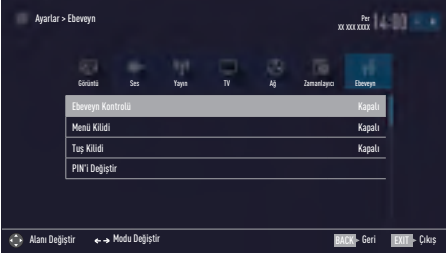 Ayarlar > Ebeveyn
Per
xx xxx xxxx
14:00
Görüntü Ses Yayın TV Ağ Zamanlayıcı Ebeveyn
Ebeveyn Kontrolü Kapalı
Menü Kilidi Kapalı
Tuş Kilidi Kapalı
PIN'i Değiştir
Alanı Değiştir Modu Değiştir BACK Geri EXIT Çıkış